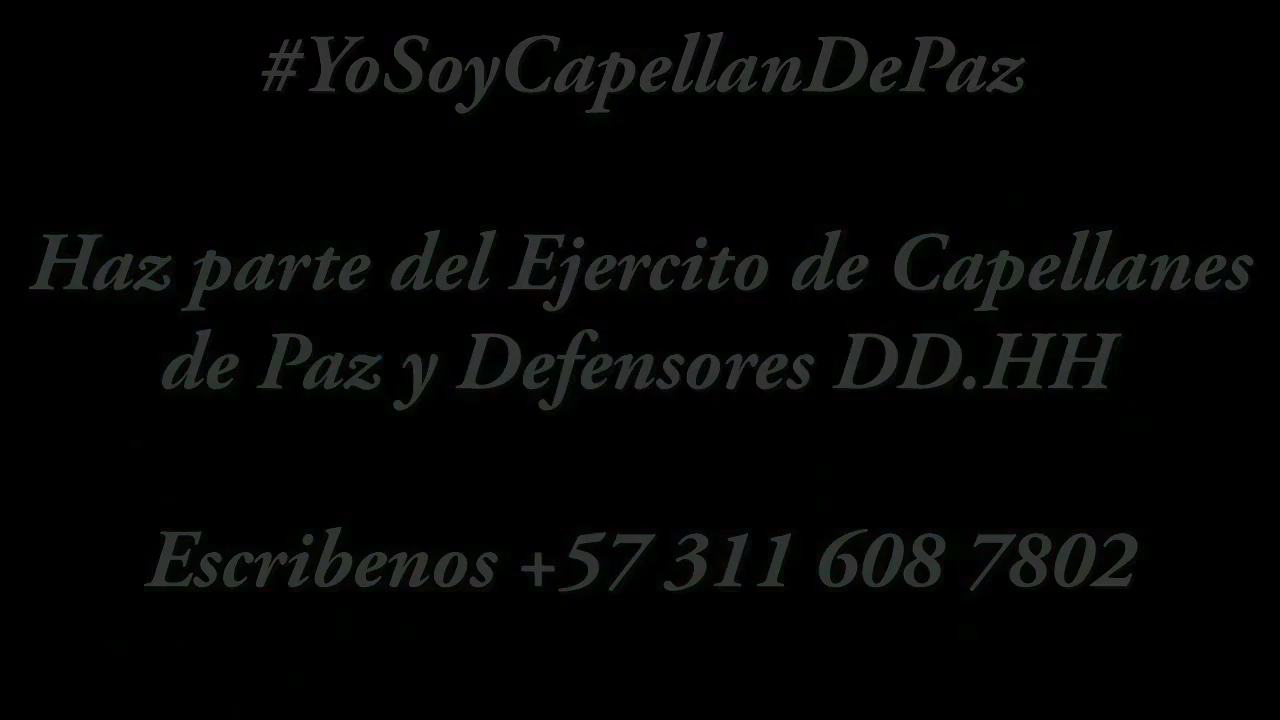 #YoSoyCapellanDePaz
Haz parte del Ejercito de Capellanes
de Paz y Defensores DD.HH
Escribenos +57 311 608 7802